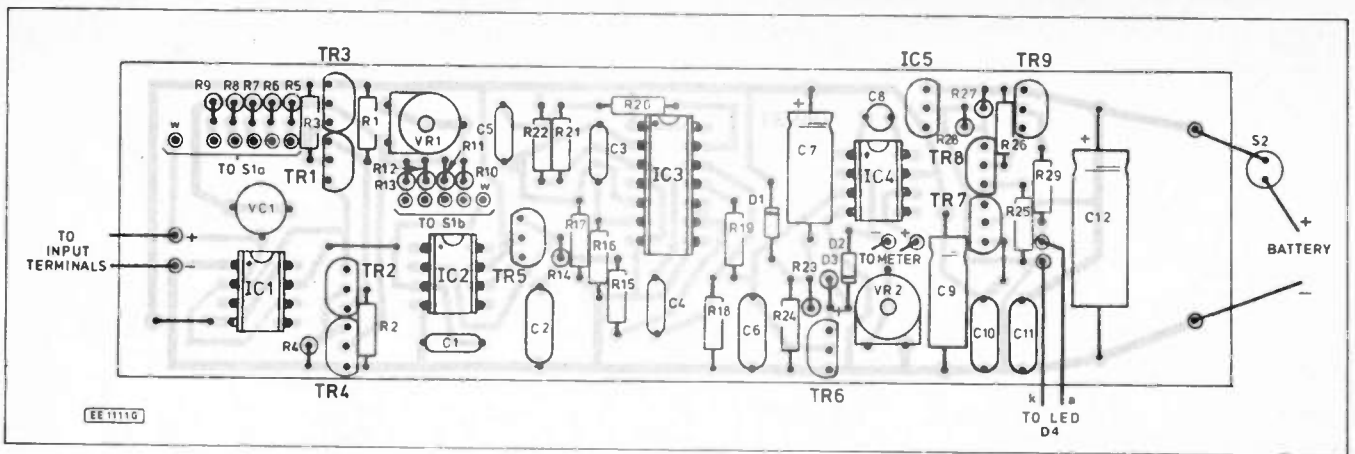 TR3
IC5
TR9
R9 R8 R7 R6 R5
R3
R1
VR1
C5
R22
R21
R20
C3
IC3
C7
+
C8
R27
R28
R26
+
w
TO S1a
TR1
R12
R13
R11
R10
w
TO S1b
IC4
TR8
TR7
R29
R25
C12
S2
+
BATTERY
−
VC1
TO
INPUT
TERMINALS
+
−
IC1
TR2
IC2
TR5
R14
R17
R16
R15
C4
R19
D1
D2
D3
− +
TO METER
R23
VR2
C9
R4
R2
C1
C2
R18
C6
R24
+
C10
C11
TR4
TR6
k a
TO LED
D4
EE1111G